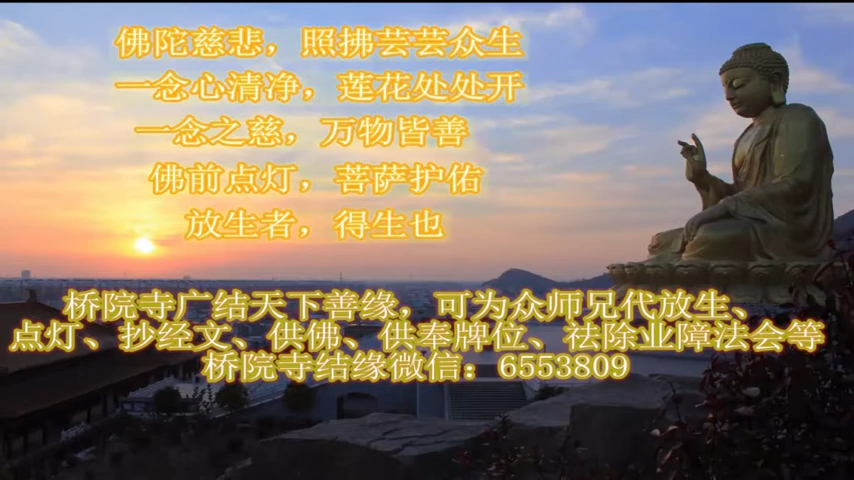 佛陀慈悲，照拂芸芸众生
一念心清净，莲花处处开
一念之慈，万物皆善
佛前点灯，菩萨护佑
放生者，得生也
桥院寺广结天下善缘，可为众师兄代放生、
点灯、抄经文、供佛、供奉牌位、祛除业障法会等
桥院寺结缘微信：6553809